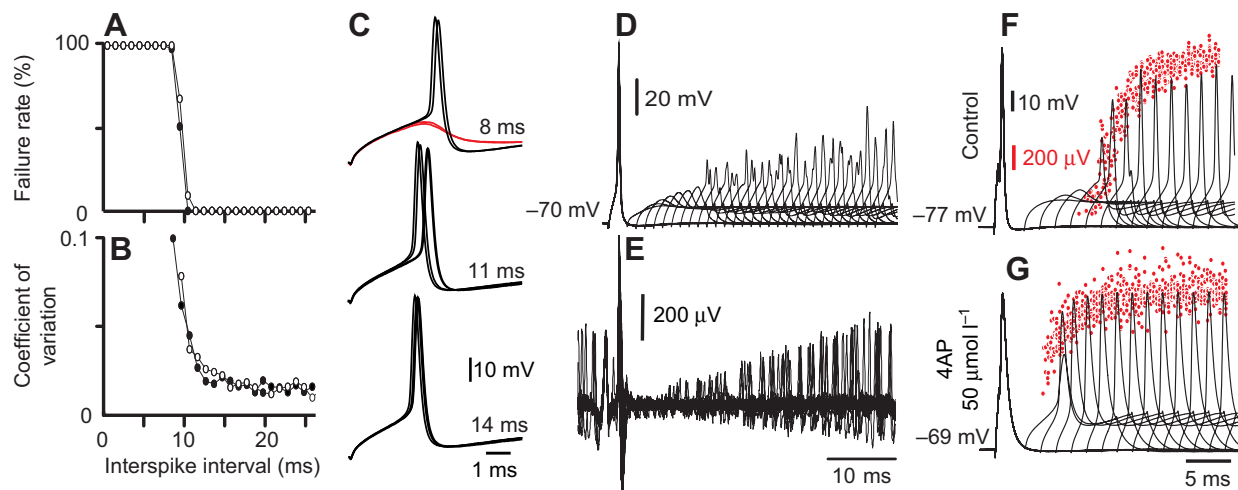 A
Failure rate (%)
100
0
B
Coefficient of
variation
0.1
0
0
10
20
Interspike interval (ms)
C
8 ms
11 ms
10 mV
14 ms
1 ms
D
20 mV
–70 mV
E
200 μV
10 ms
F
Control
10 mV
200 μV
–77 mV
G
4AP
50 μmol l–1
–69 mV
5 ms